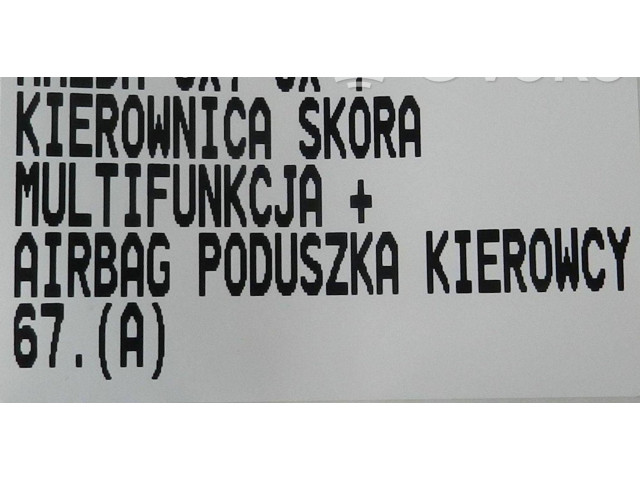 KIEROWNICA SKORA
MULTIFUNKCJA +
AIRBAG PODUSZKA KIEROWCY
67.(A)